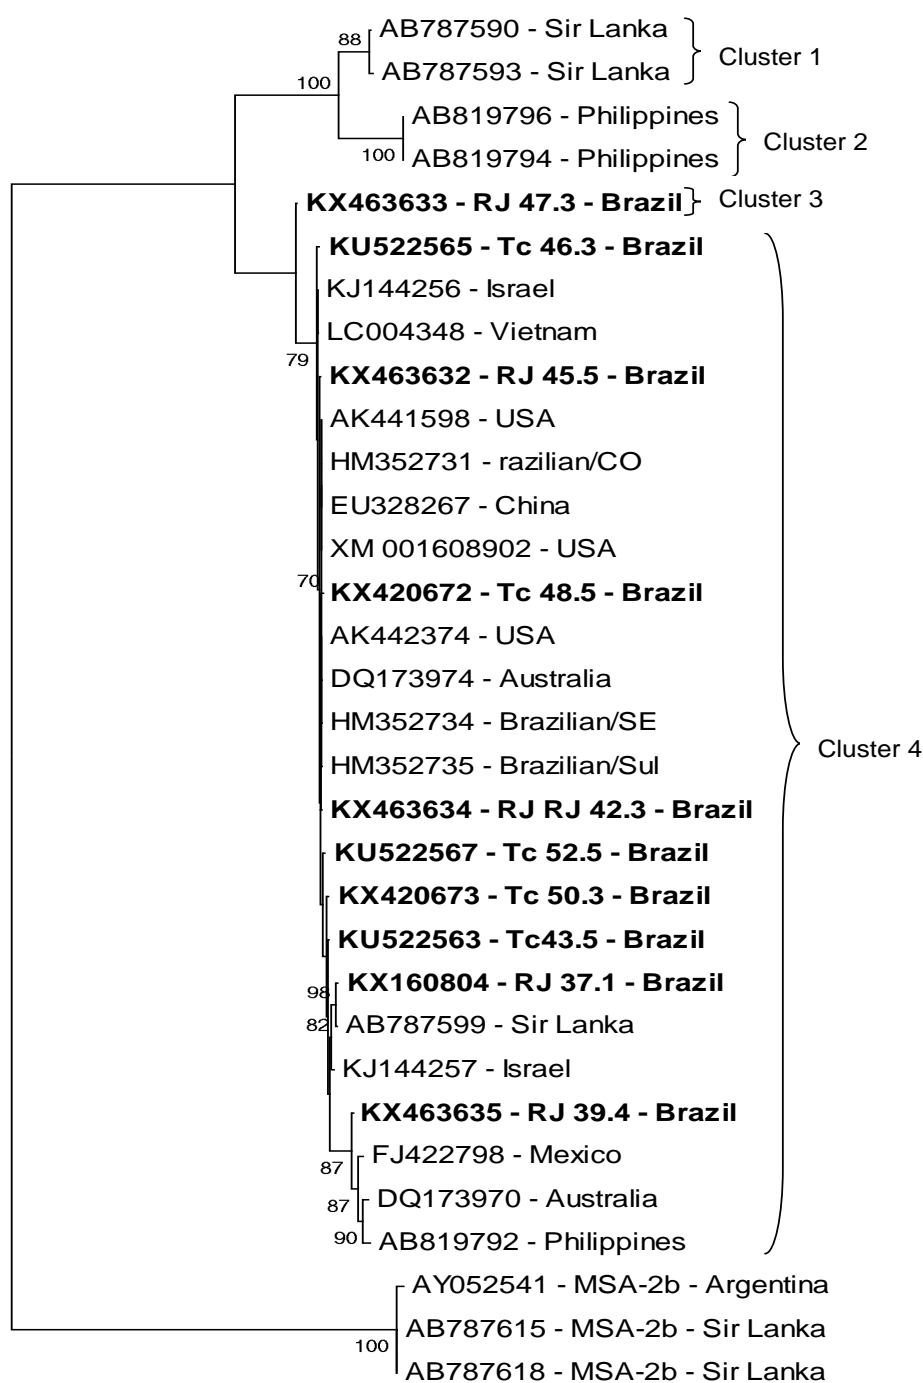 88
AB787590 - Sir Lanka
Cluster 1
AB787593 - Sir Lanka
100
AB819796 - Philippines
Cluster 2
100
AB819794 - Philippines
KX463633 - RJ 47.3 - Brazil
Cluster 3
KU522565 - Tc 46.3 - Brazil
KJ144256 - Israel
LC004348 - Vietnam
79
KX463632 - RJ 45.5 - Brazil
AK441598 - USA
HM352731 - razilian/CO
EU328267 - China
XM 001608902 - USA
70
KX420672 - Tc 48.5 - Brazil
AK442374 - USA
DQ173974 - Australia
HM352734 - Brazilian/SE
Cluster 4
HM352735 - Brazilian/Sul
KX463634 - RJ RJ 42.3 - Brazil
KU522567 - Tc 52.5 - Brazil
KX420673 - Tc 50.3 - Brazil
KU522563 - Tc43.5 - Brazil
KX160804 - RJ 37.1 - Brazil
98
AB787599 - Sir Lanka
82
KJ144257 - Israel
KX463635 - RJ 39.4 - Brazil
FJ422798 - Mexico
87
DQ173970 - Australia
87
AB819792 - Philippines
90
AY052541 - MSA-2b - Argentina
AB787615 - MSA-2b - Sir Lanka
100
AB787618 - MSA-2b - Sir Lanka